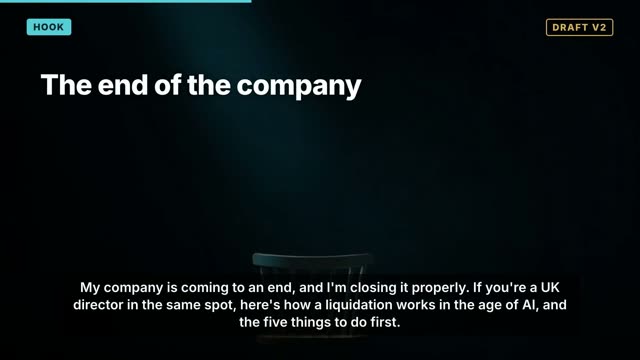 HOOK
DRAFT V2
The end of the company
My company is coming to an end, and I'm closing it properly. If you're a UK
director in the same spot, here's how a liquidation works in the age of AI, and
the five things to do first.